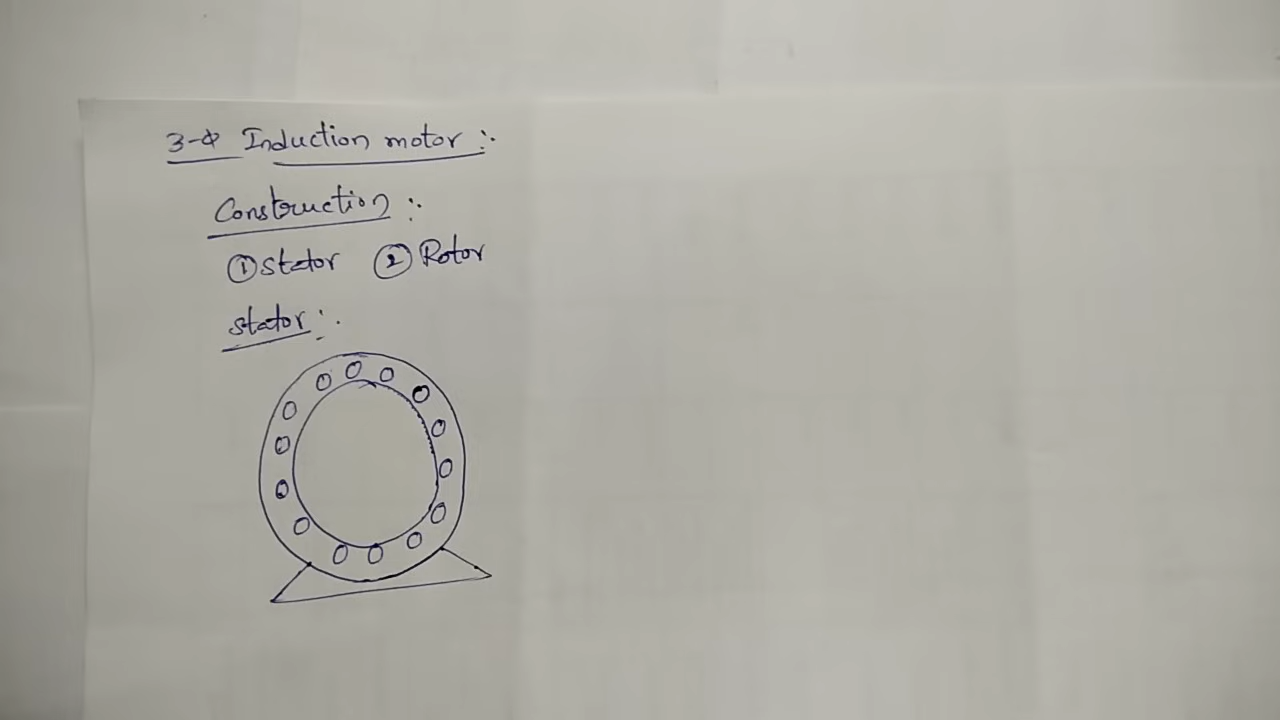 3-Φ Induction motor :-
Construction :-
① Stator ② Rotor
Stator :-